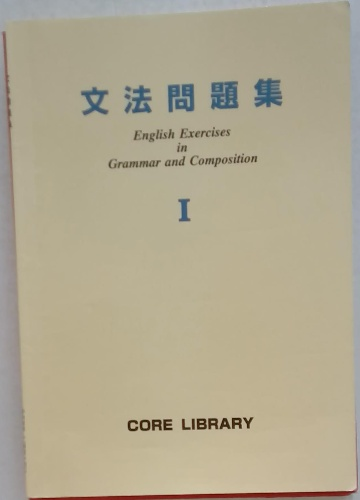 文法問題集
English Exercises
in
Grammar and Composition
I
CORE LIBRARY